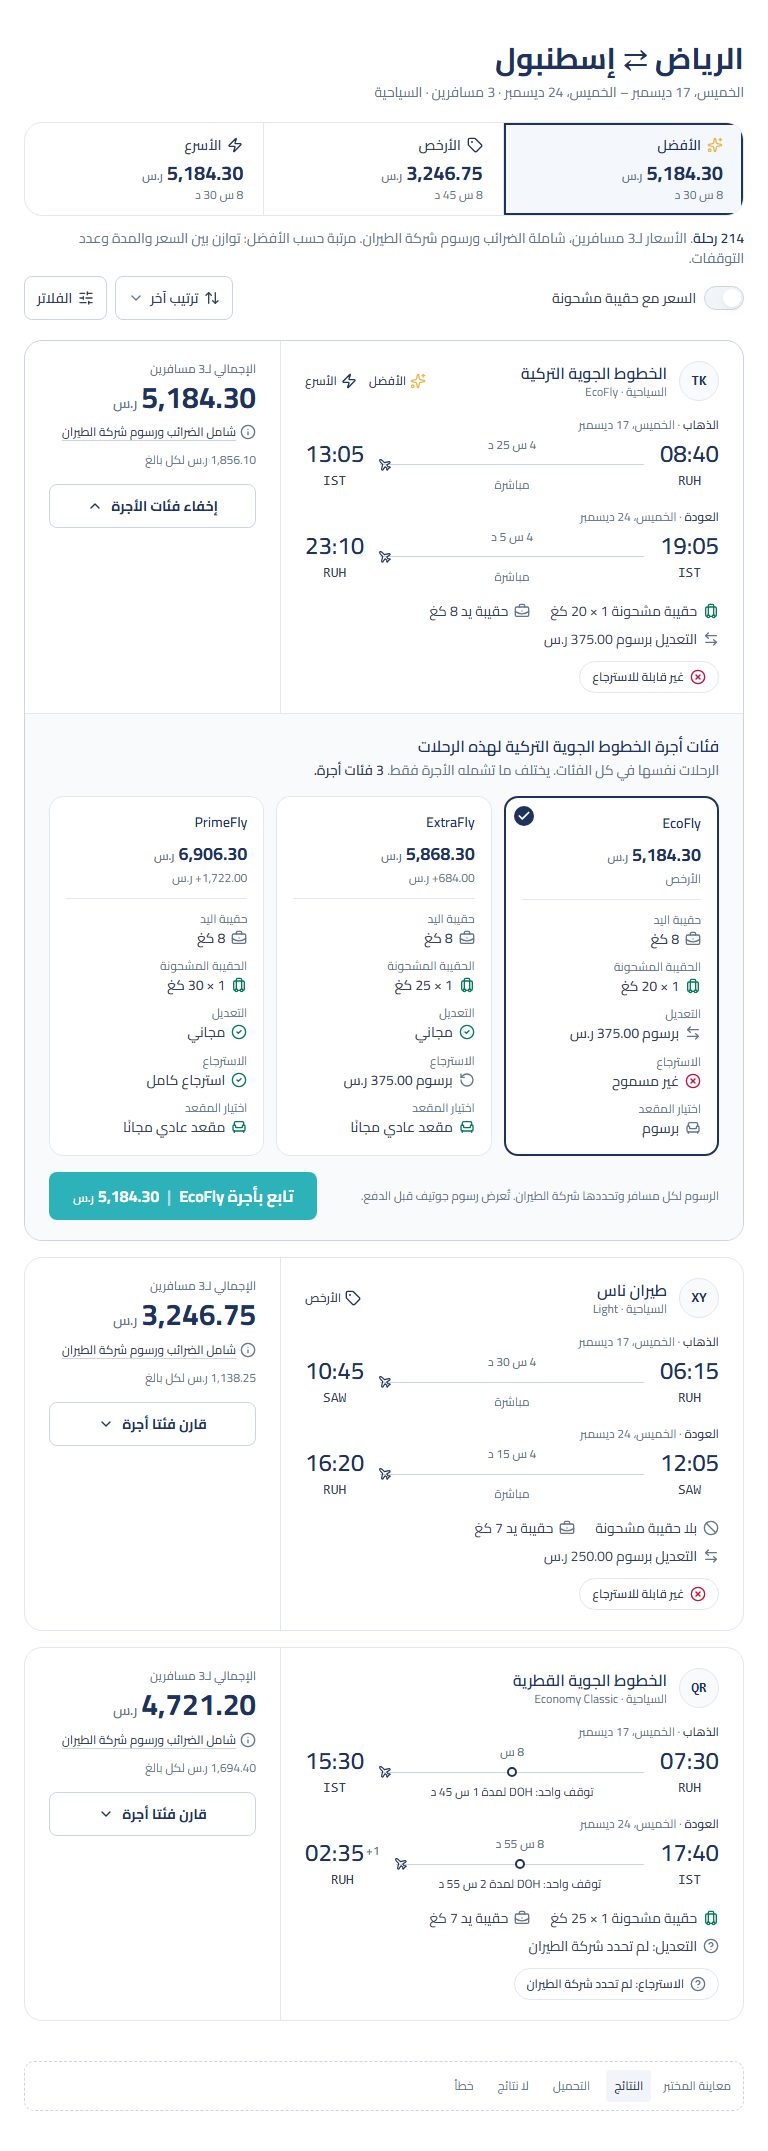 الرياض ⇄ إسطنبول
الخميس، 17 ديسمبر – الخميس، 24 ديسمبر · 3 مسافرين · السياحية
الأفضل
5,184.30 ر.س
8 س 30 د
الأرخص
3,246.75 ر.س
8 س 45 د
الأسرع
5,184.30 ر.س
8 س 30 د
214 رحلة. الأسعار لـ3 مسافرين، شاملة الضرائب ورسوم شركة الطيران. مرتبة حسب الأفضل: توازن بين السعر والمدة وعدد
التوقفات.
السعر مع حقيبة مشحونة
ترتيب آخر
الفلاتر
TK
الخطوط الجوية التركية
السياحية · EcoFly
الأفضل
الأسرع
الذهاب · الخميس، 17 ديسمبر
08:40
4 س 25 د
13:05
RUH
مباشرة
IST
العودة · الخميس، 24 ديسمبر
19:05
4 س 5 د
23:10
IST
مباشرة
RUH
حقيبة مشحونة 1 × 20 كغ
حقيبة يد 8 كغ
التعديل برسوم 375.00 ر.س
غير قابلة للاسترجاع
الإجمالي لـ3 مسافرين
5,184.30 ر.س
شامل الضرائب ورسوم شركة الطيران
1,856.10 ر.س لكل بالغ
إخفاء فئات الأجرة
فئات أجرة الخطوط الجوية التركية لهذه الرحلات
الرحلات نفسها في كل الفئات. يختلف ما تشمله الأجرة فقط. 3 فئات أجرة.
EcoFly
5,184.30 ر.س
الأرخص
حقيبة اليد
8 كغ
الحقيبة المشحونة
1 × 20 كغ
التعديل
برسوم 375.00 ر.س
الاسترجاع
غير مسموح
اختيار المقعد
برسوم
ExtraFly
5,868.30 ر.س
+684.00 ر.س
حقيبة اليد
8 كغ
الحقيبة المشحونة
1 × 25 كغ
التعديل
مجاني
الاسترجاع
برسوم 375.00 ر.س
اختيار المقعد
مقعد عادي مجانًا
PrimeFly
6,906.30 ر.س
+1,722.00 ر.س
حقيبة اليد
8 كغ
الحقيبة المشحونة
1 × 30 كغ
التعديل
مجاني
الاسترجاع
استرجاع كامل
اختيار المقعد
مقعد عادي مجانًا
الرسوم لكل مسافر وتحددها شركة الطيران. تُعرض رسوم جوتيف قبل الدفع.
تابع بأجرة EcoFly | 5,184.30 ر.س
XY
طيران ناس
السياحية · Light
الأرخص
الذهاب · الخميس، 17 ديسمبر
06:15
4 س 30 د
10:45
RUH
مباشرة
SAW
العودة · الخميس، 24 ديسمبر
12:05
4 س 15 د
16:20
SAW
مباشرة
RUH
بلا حقيبة مشحونة
حقيبة يد 7 كغ
التعديل برسوم 250.00 ر.س
غير قابلة للاسترجاع
الإجمالي لـ3 مسافرين
3,246.75 ر.س
شامل الضرائب ورسوم شركة الطيران
1,138.25 ر.س لكل بالغ
قارن فئتا أجرة
QR
الخطوط الجوية القطرية
السياحية · Economy Classic
الذهاب · الخميس، 17 ديسمبر
07:30
8 س
15:30
RUH
توقف واحد: DOH لمدة 1 س 45 د
IST
العودة · الخميس، 24 ديسمبر
17:40
8 س 55 د
02:35 +1
IST
توقف واحد: DOH لمدة 2 س 55 د
RUH
حقيبة مشحونة 1 × 25 كغ
حقيبة يد 7 كغ
التعديل: لم تحدد شركة الطيران
الاسترجاع: لم تحدد شركة الطيران
الإجمالي لـ3 مسافرين
4,721.20 ر.س
شامل الضرائب ورسوم شركة الطيران
1,694.40 ر.س لكل بالغ
قارن فئتا أجرة
معاينة المختبر
النتائج
التحميل
لا نتائج
خطأ